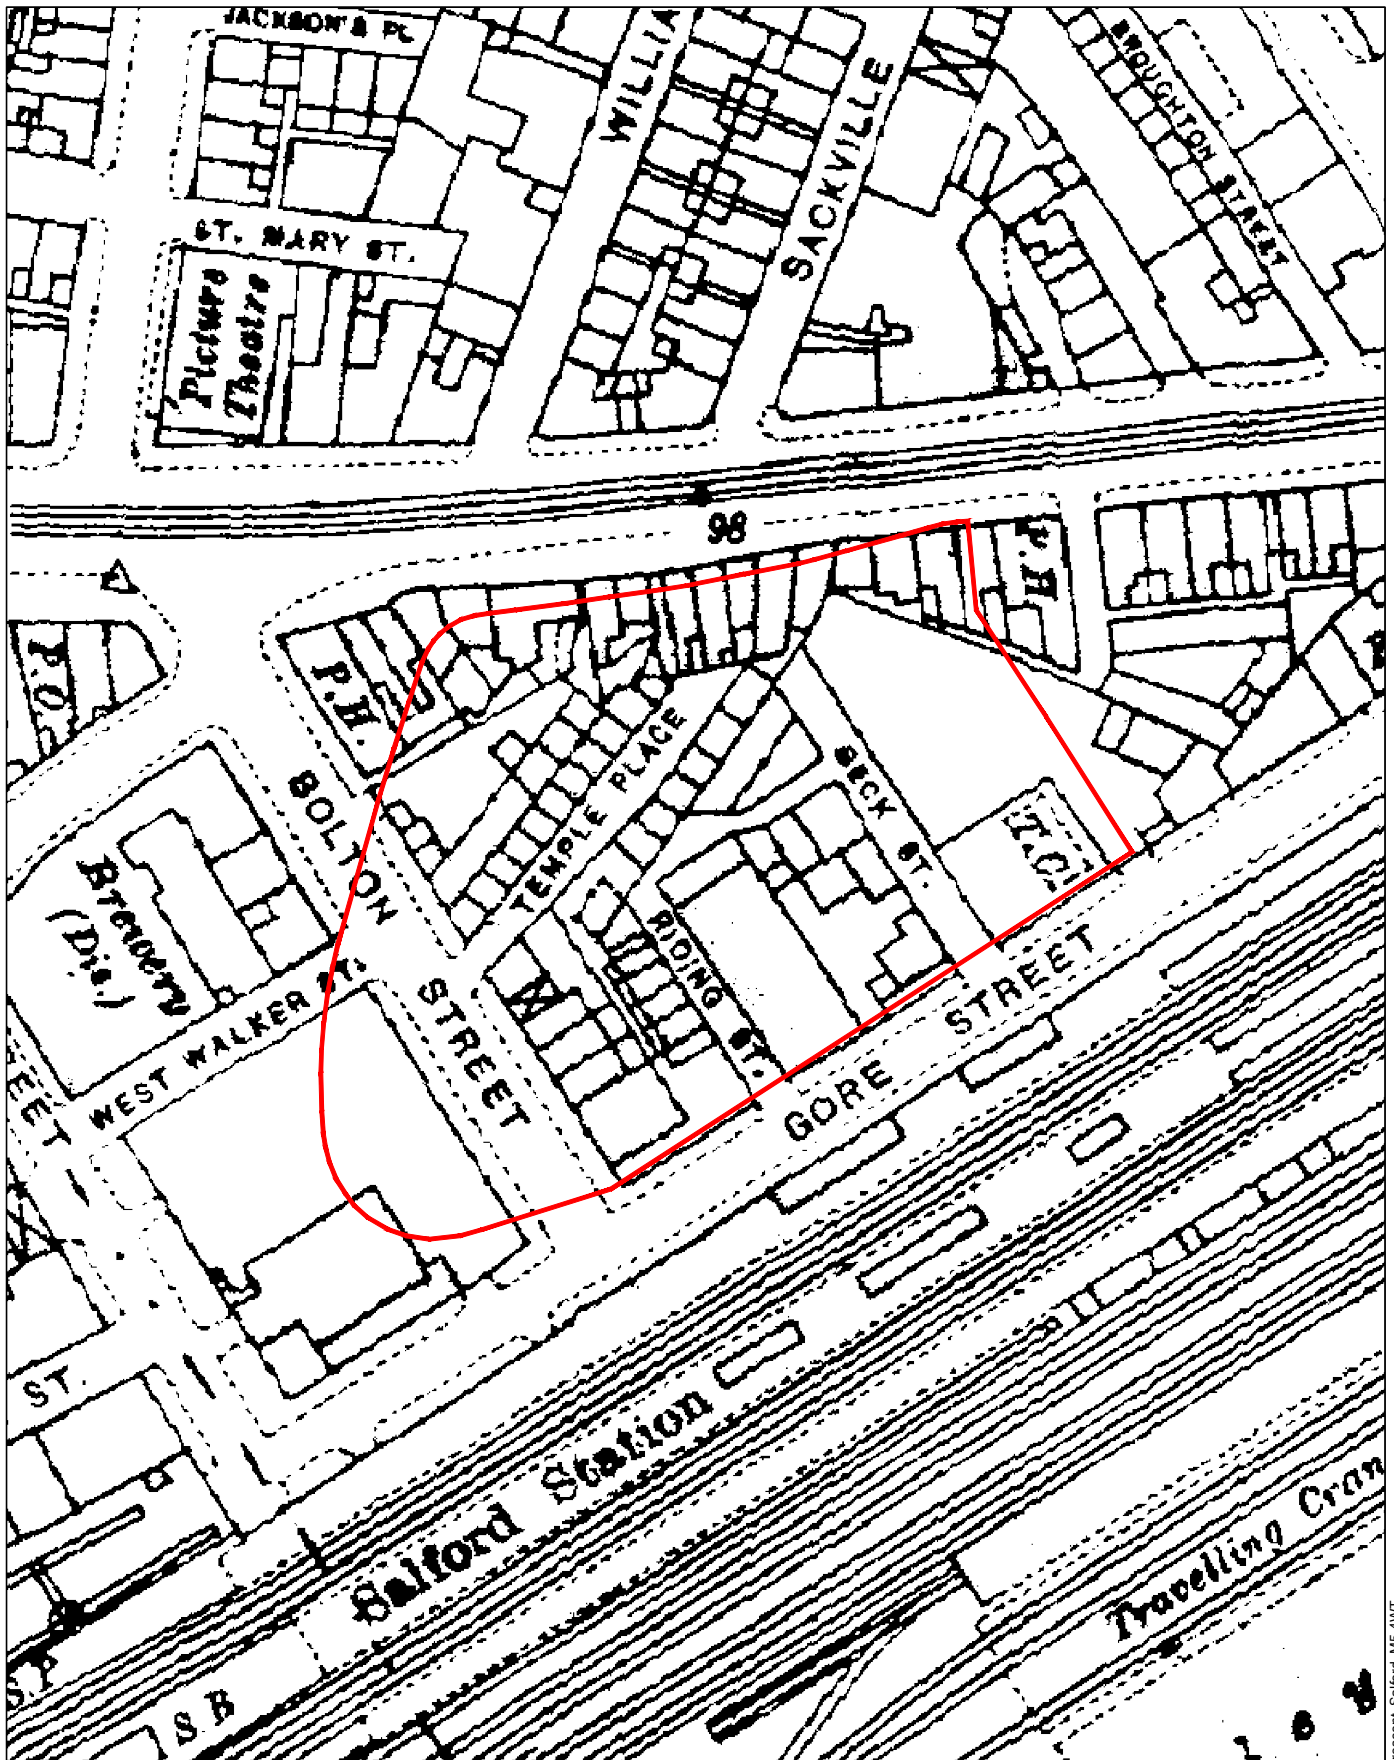 JACKSON'S PL
WILLIA
SACKVILLE
BROUGHTON STREET
ST. MARY ST.
Picture
Theatre
98
P.H.
P.O.
P.H.
BOLTON
STREET
TEMPLE PLACE
BECK ST.
T.C.
Brewery
(Dis.)
RIDING ST.
WEST WALKER ST.
EET
GORE STREET
ST.
Salford Station
Travelling Cran
S.P
S.B